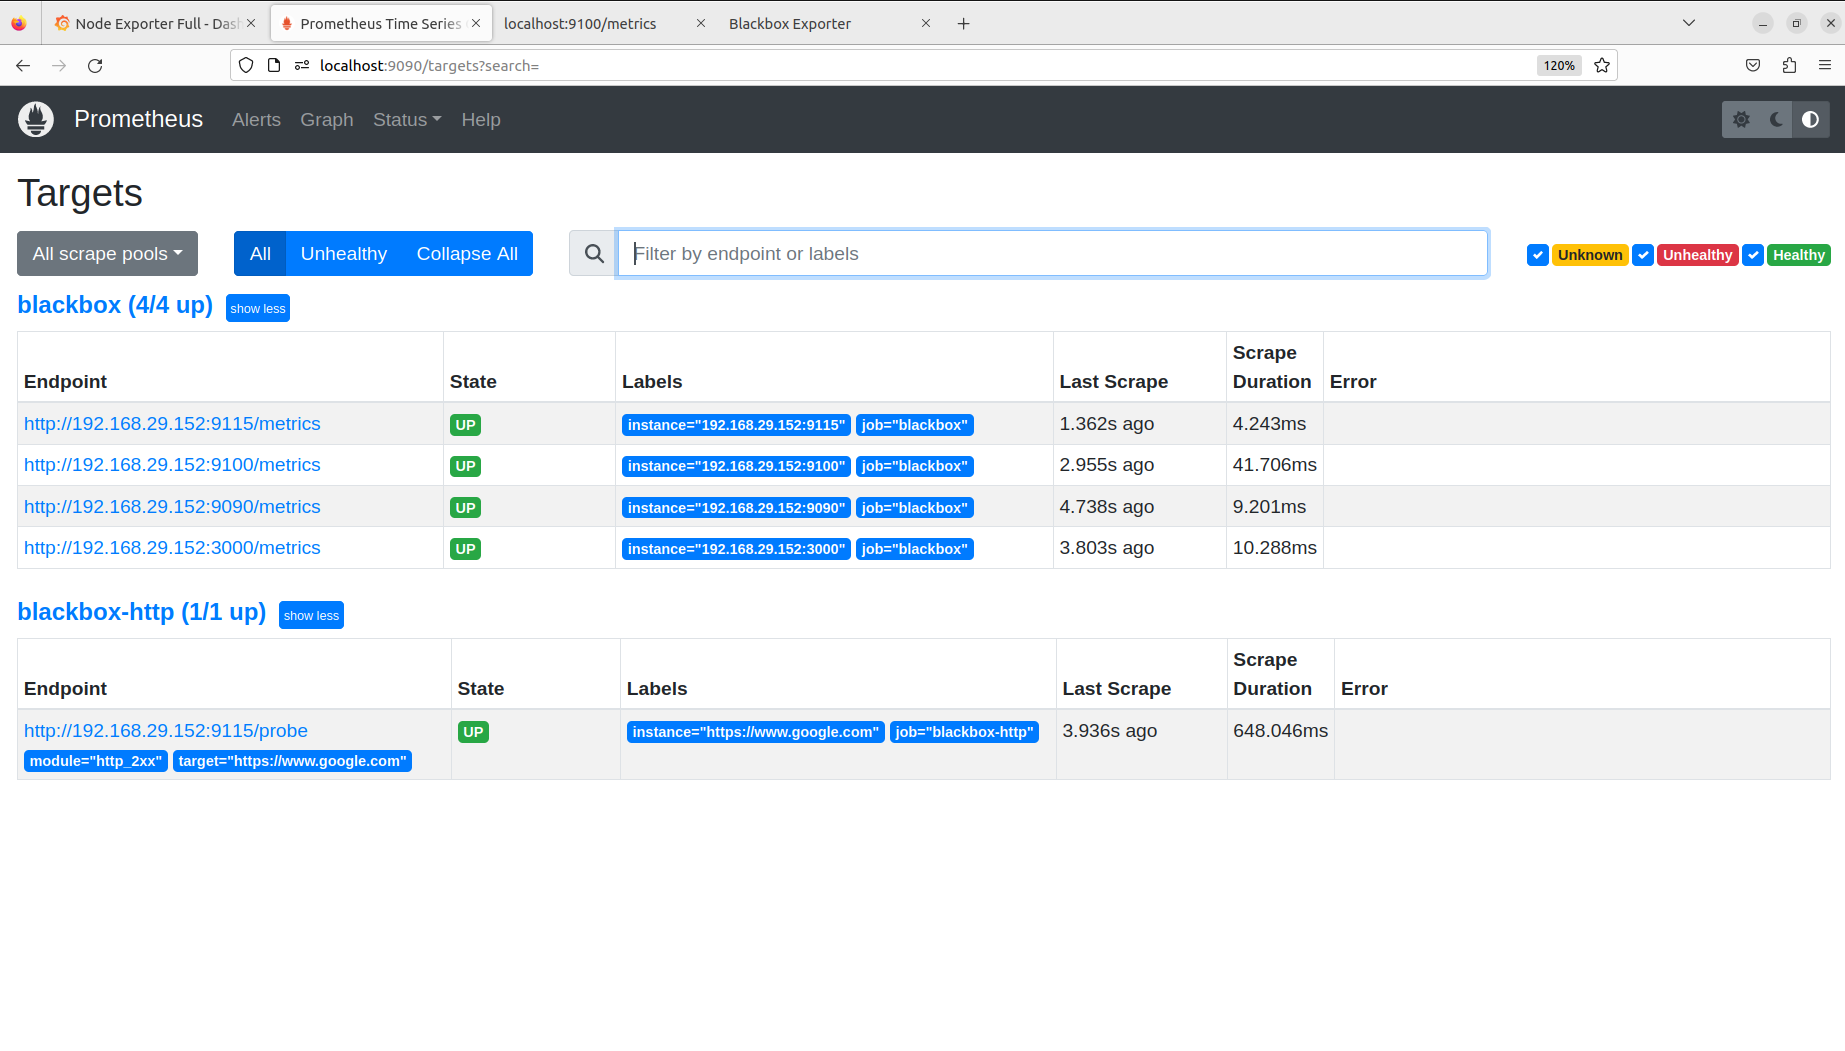 Node Exporter Full - Das
Prometheus Time Series
localhost:9100/metrics
Blackbox Exporter
localhost:9090/targets?search=
120%
Prometheus Alerts Graph Status Help
Targets
All scrape pools All Unhealthy Collapse All Filter by endpoint or labels Unknown Unhealthy Healthy
blackbox (4/4 up) show less
Endpoint State Labels Last Scrape Scrape Duration Error
http://192.168.29.152:9115/metrics UP instance="192.168.29.152:9115" job="blackbox" 1.362s ago 4.243ms
http://192.168.29.152:9100/metrics UP instance="192.168.29.152:9100" job="blackbox" 2.955s ago 41.706ms
http://192.168.29.152:9090/metrics UP instance="192.168.29.152:9090" job="blackbox" 4.738s ago 9.201ms
http://192.168.29.152:3000/metrics UP instance="192.168.29.152:3000" job="blackbox" 3.803s ago 10.288ms
blackbox-http (1/1 up) show less
Endpoint State Labels Last Scrape Scrape Duration Error
http://192.168.29.152:9115/probe UP instance="https://www.google.com" job="blackbox-http" 3.936s ago 648.046ms
module="http_2xx" target="https://www.google.com"